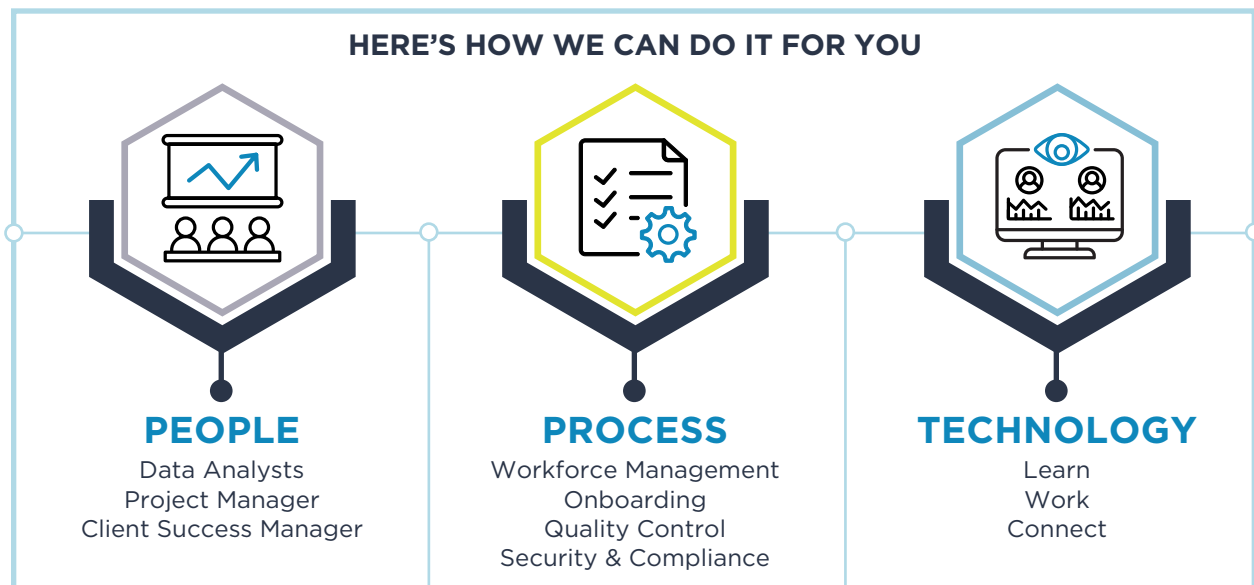 HERE'S HOW WE CAN DO IT FOR YOU
PEOPLE
Data Analysts
Project Manager
Client Success Manager
PROCESS
Workforce Management
Onboarding
Quality Control
Security & Compliance
TECHNOLOGY
Learn
Work
Connect